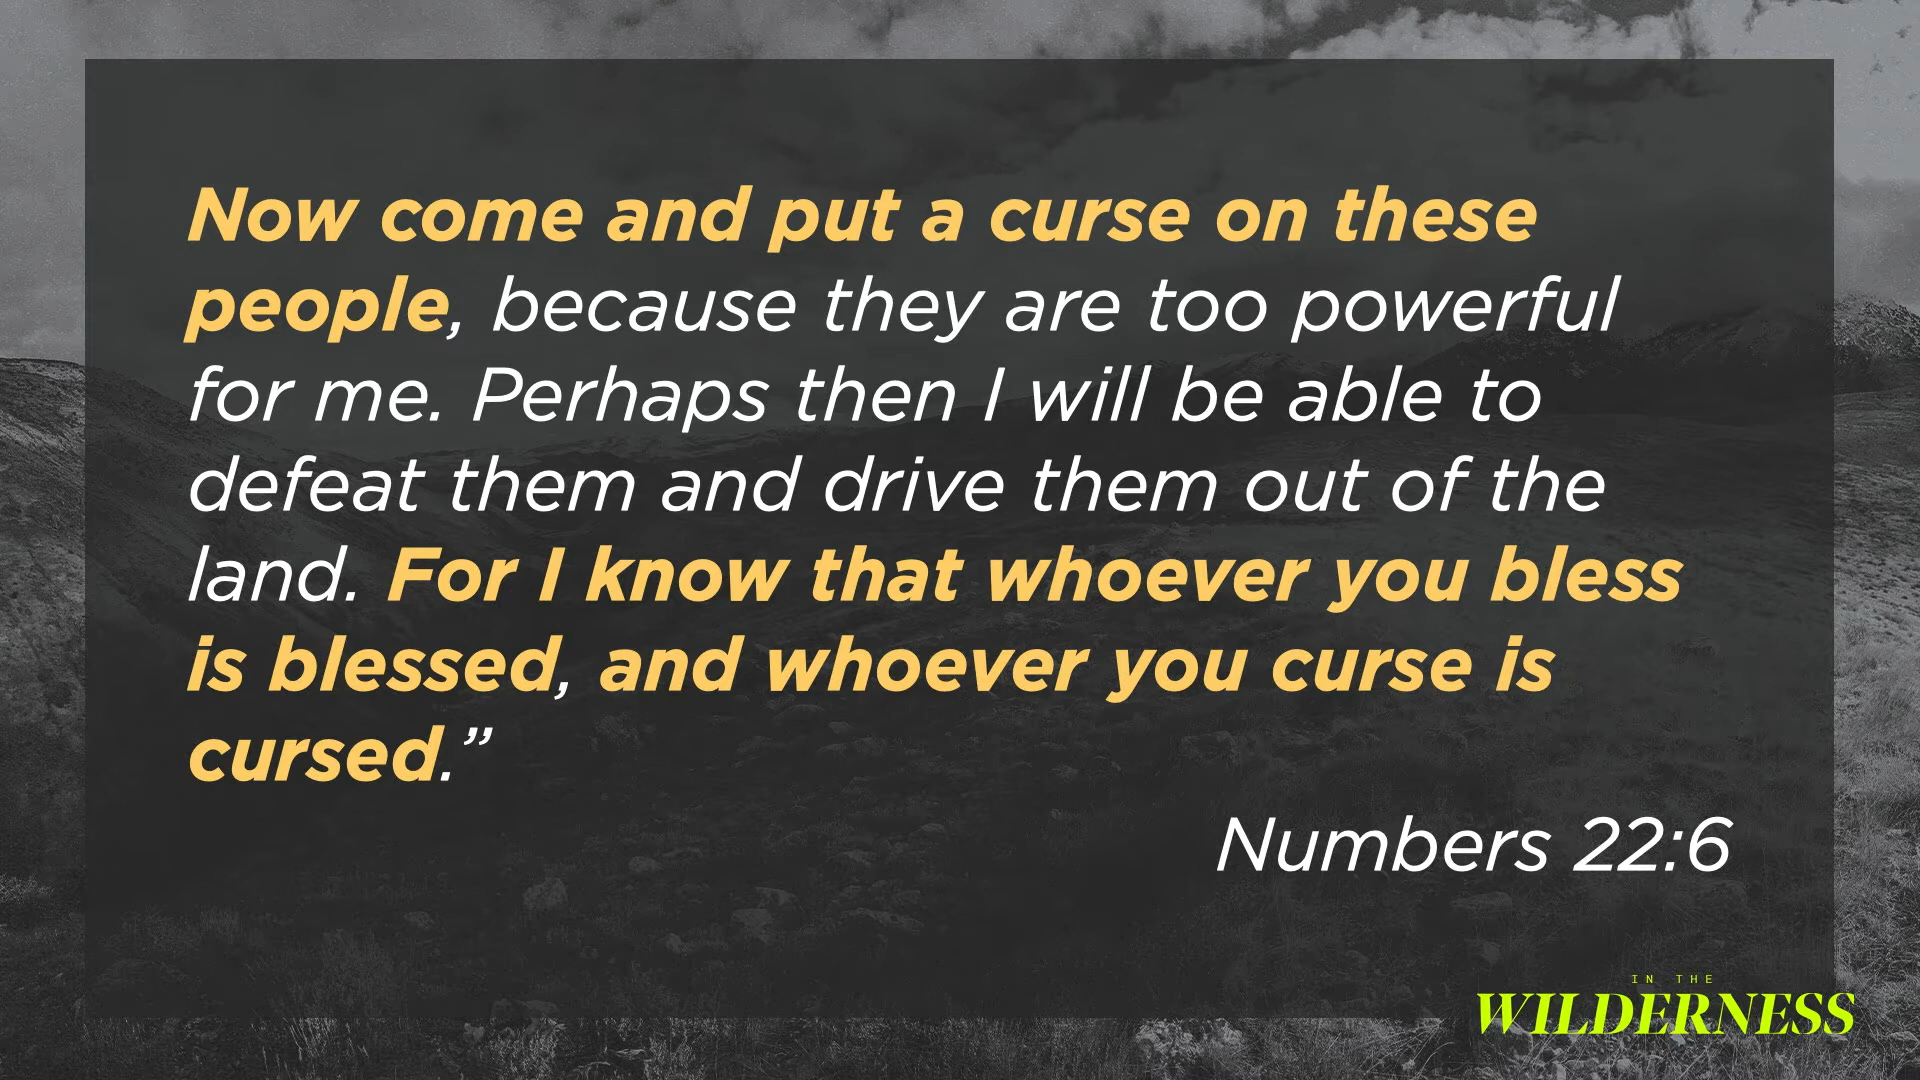 Now come and put a curse on these
people, because they are too powerful
for me. Perhaps then I will be able to
defeat them and drive them out of the
land. For I know that whoever you bless
is blessed, and whoever you curse is
cursed.”
Numbers 22:6
IN THE
WILDERNESS